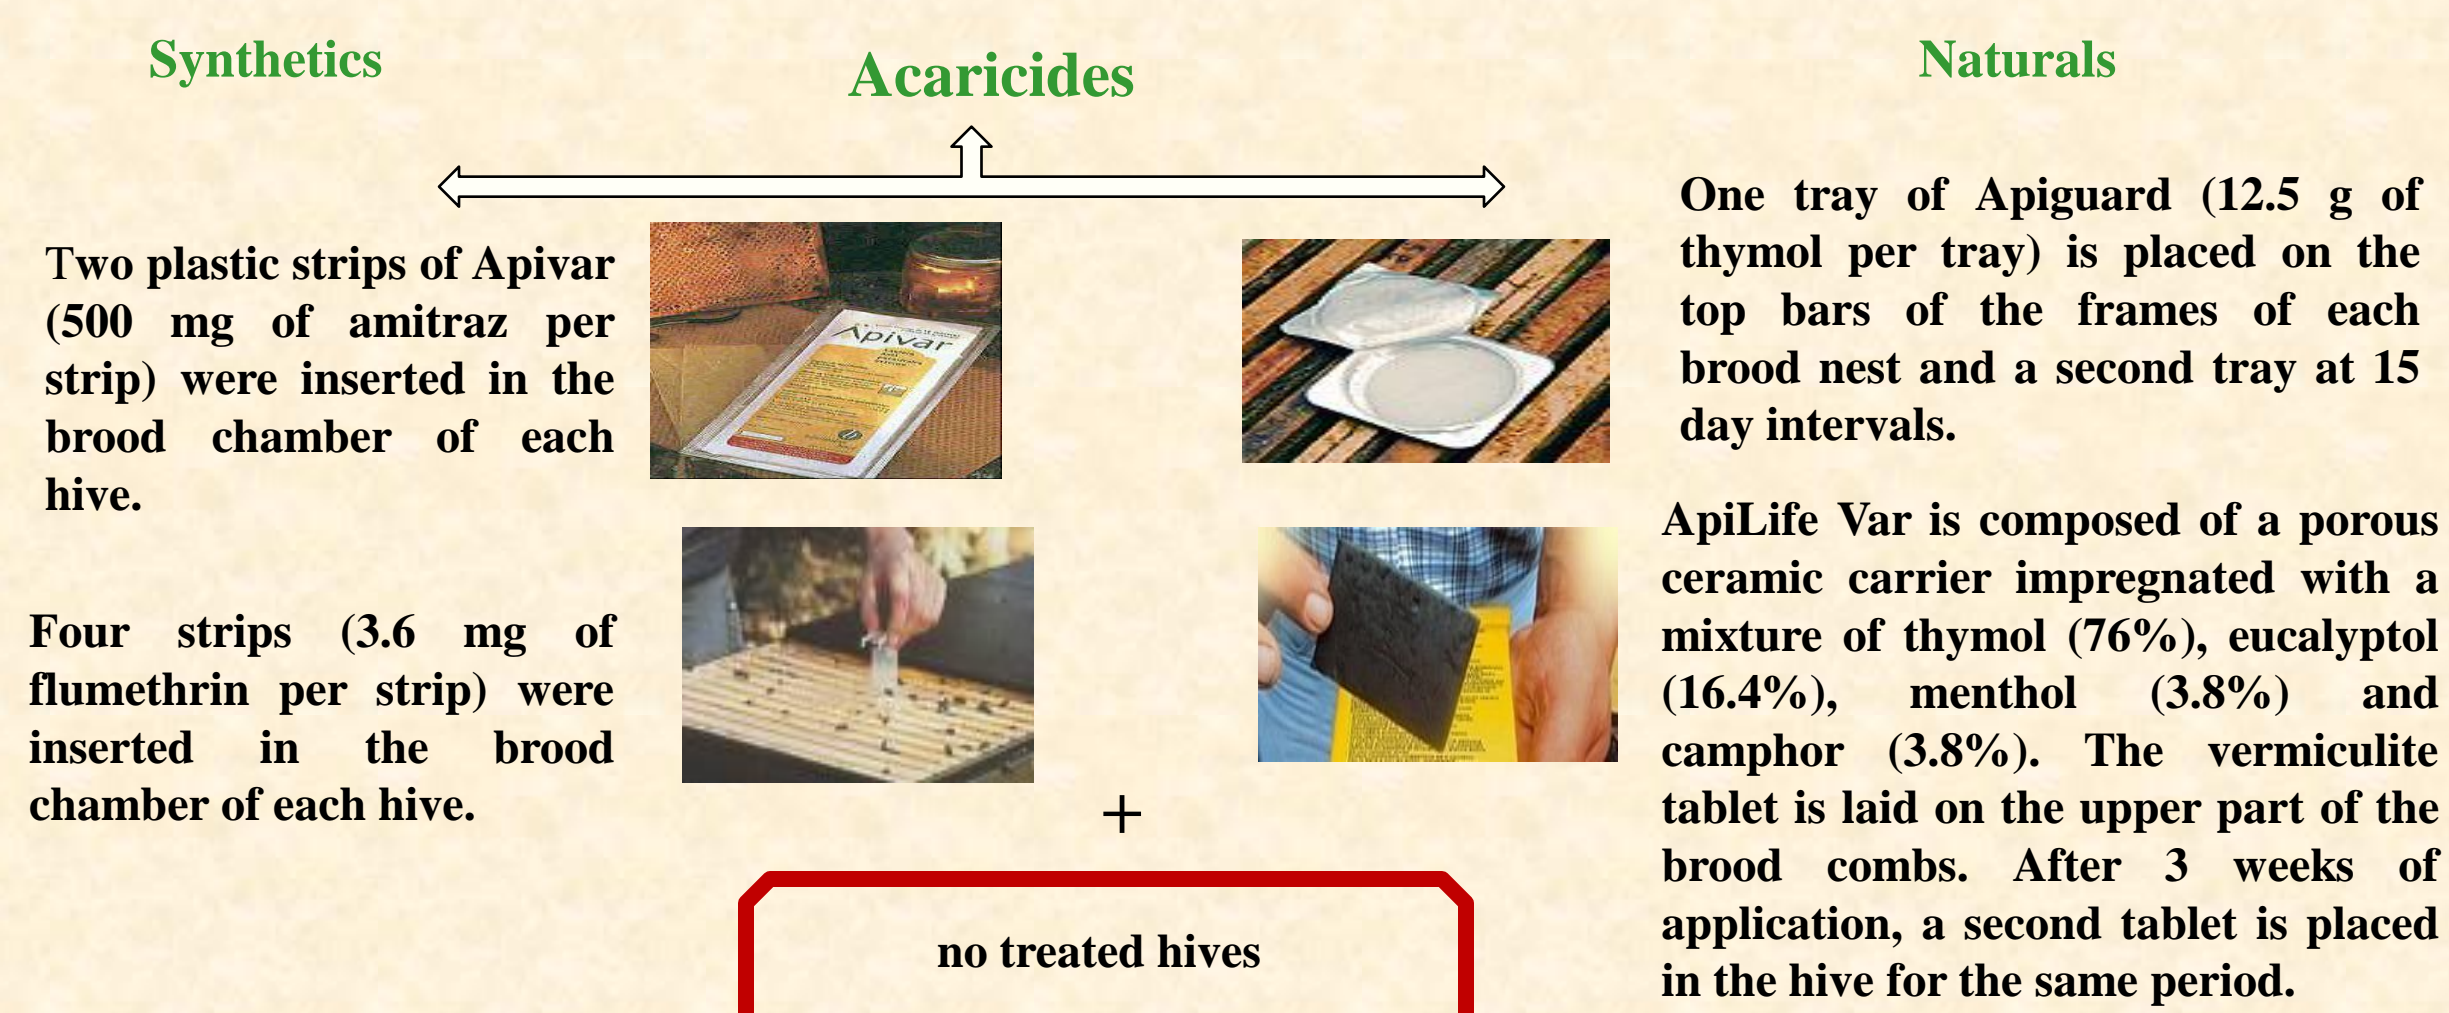 Synthetics
Acaricides
Naturals
Two plastic strips of Apivar
(500 mg of amitraz per
strip) were inserted in the
brood chamber of each
hive.
Four strips (3.6 mg of
flumethrin per strip) were
inserted in the brood
chamber of each hive.
Apivar
+
no treated hives
One tray of Apiguard (12.5 g of
thymol per tray) is placed on the
top bars of the frames of each
brood nest and a second tray at 15
day intervals.
ApiLife Var is composed of a porous
ceramic carrier impregnated with a
mixture of thymol (76%), eucalyptol
(16.4%), menthol (3.8%) and
camphor (3.8%). The vermiculite
tablet is laid on the upper part of the
brood combs. After 3 weeks of
application, a second tablet is placed
in the hive for the same period.